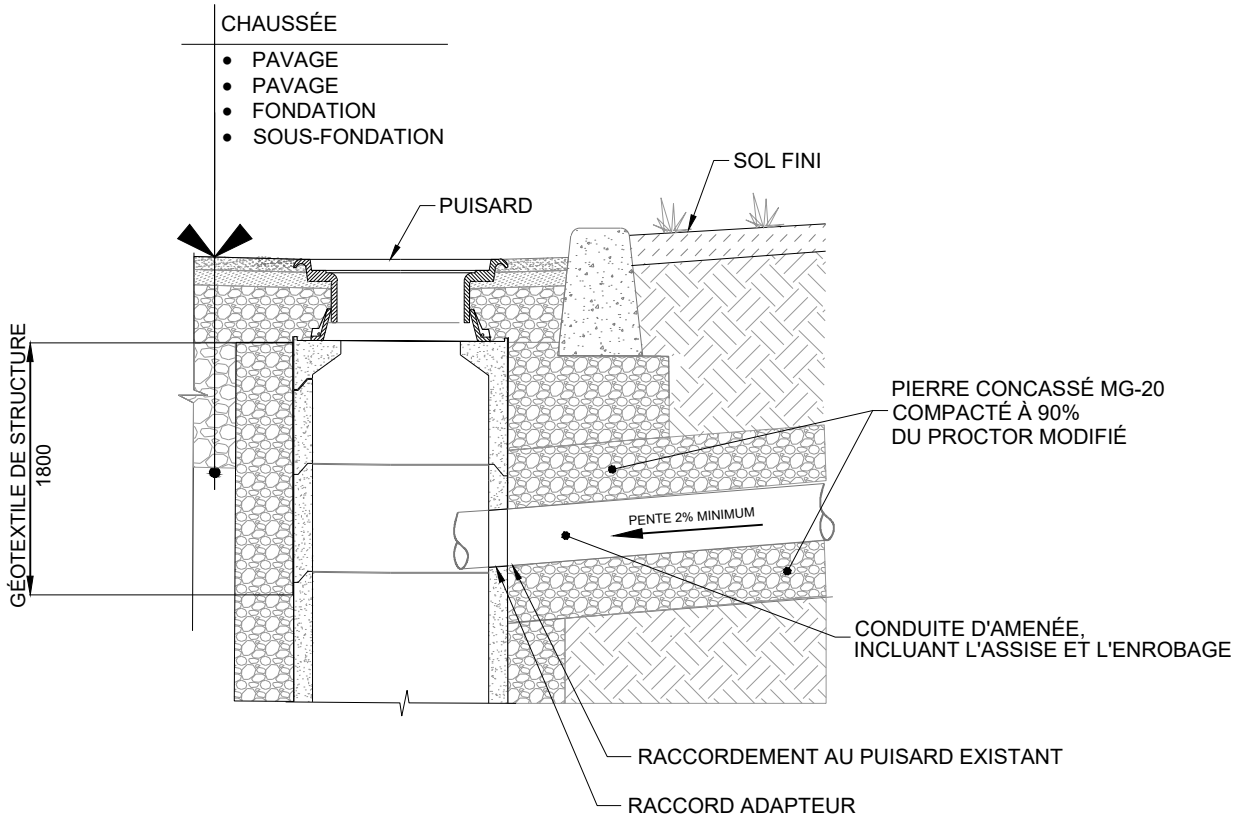 CHAUSSÉE
• PAVAGE
• PAVAGE
• FONDATION
• SOUS-FONDATION
SOL FINI
PUISARD
GÉOTEXTILE DE STRUCTURE
1800
PIERRE CONCASSÉ MG-20
COMPACTÉ À 90%
DU PROCTOR MODIFIÉ
PENTE 2% MINIMUM
CONDUITE D'AMENÉE,
INCLUANT L'ASSISE ET L'ENROBAGE
RACCORDEMENT AU PUISARD EXISTANT
RACCORD ADAPTEUR